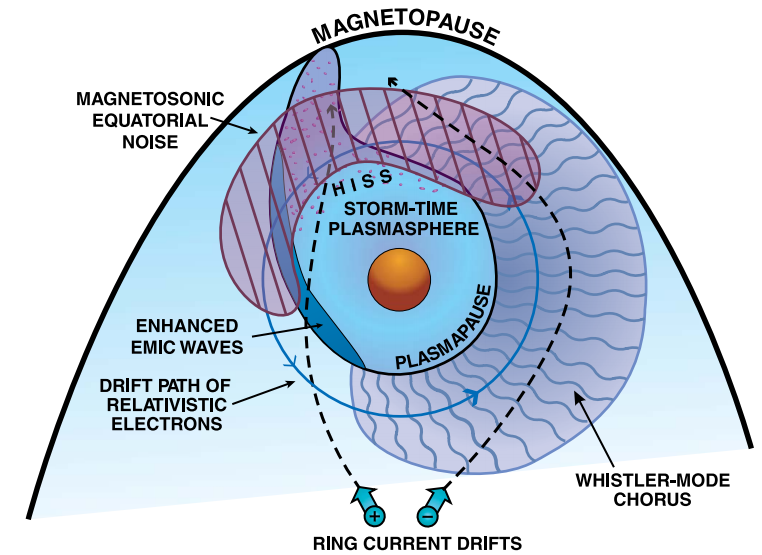 MAGNETOPAUSE
MAGNETOSONIC
EQUATORIAL
NOISE
HISS
STORM-TIME
PLASMASPHERE
PLASMAPAUSE
ENHANCED
EMIC WAVES
DRIFT PATH OF
RELATIVISTIC
ELECTRONS
WHISTLER-MODE
CHORUS
+
−
RING CURRENT DRIFTS